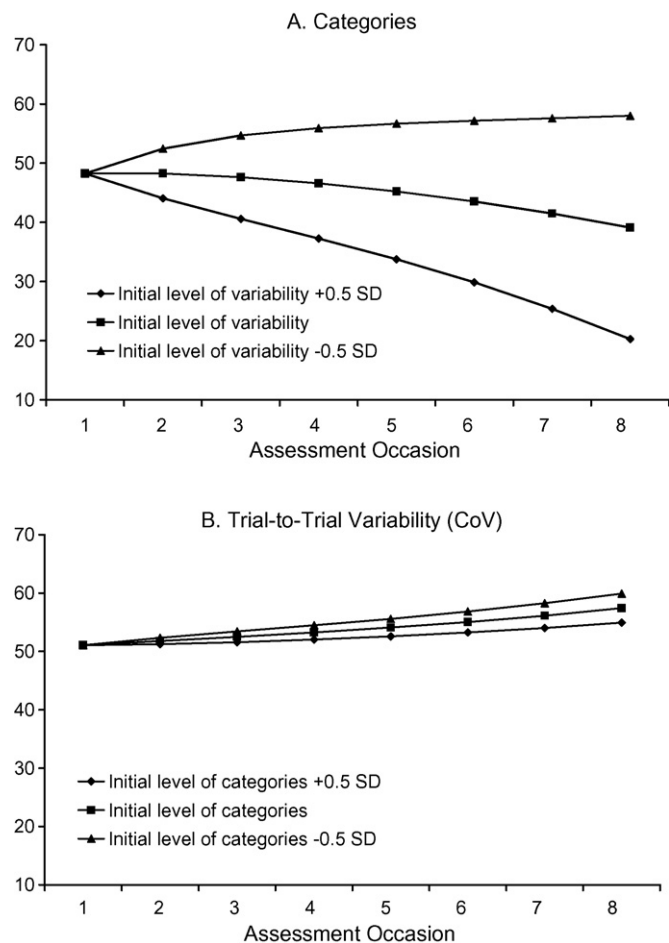 A. Categories
70
60
50
40
30
20
10
Initial level of variability +0.5 SD
Initial level of variability
Initial level of variability -0.5 SD
1 2 3 4 5 6 7 8
Assessment Occasion
B. Trial-to-Trial Variability (CoV)
70
60
50
40
30
20
10
Initial level of categories +0.5 SD
Initial level of categories
Initial level of categories -0.5 SD
1 2 3 4 5 6 7 8
Assessment Occasion